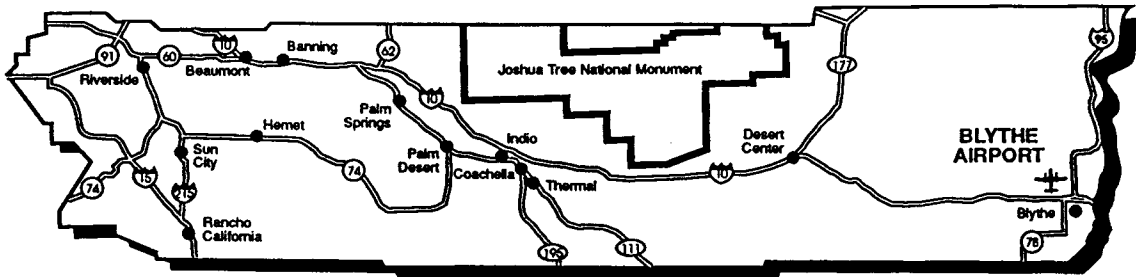 10
Banning
62
95
91
60
Beaumont
Riverside
Joshua Tree National Monument
177
10
Palm
Springs
Hemet
Indio
Desert
Center
BLYTHE
AIRPORT
Sun
City
Palm
Desert
Coachella
10
74
15
215
74
Thermal
Blythe
Rancho
California
195
111
78